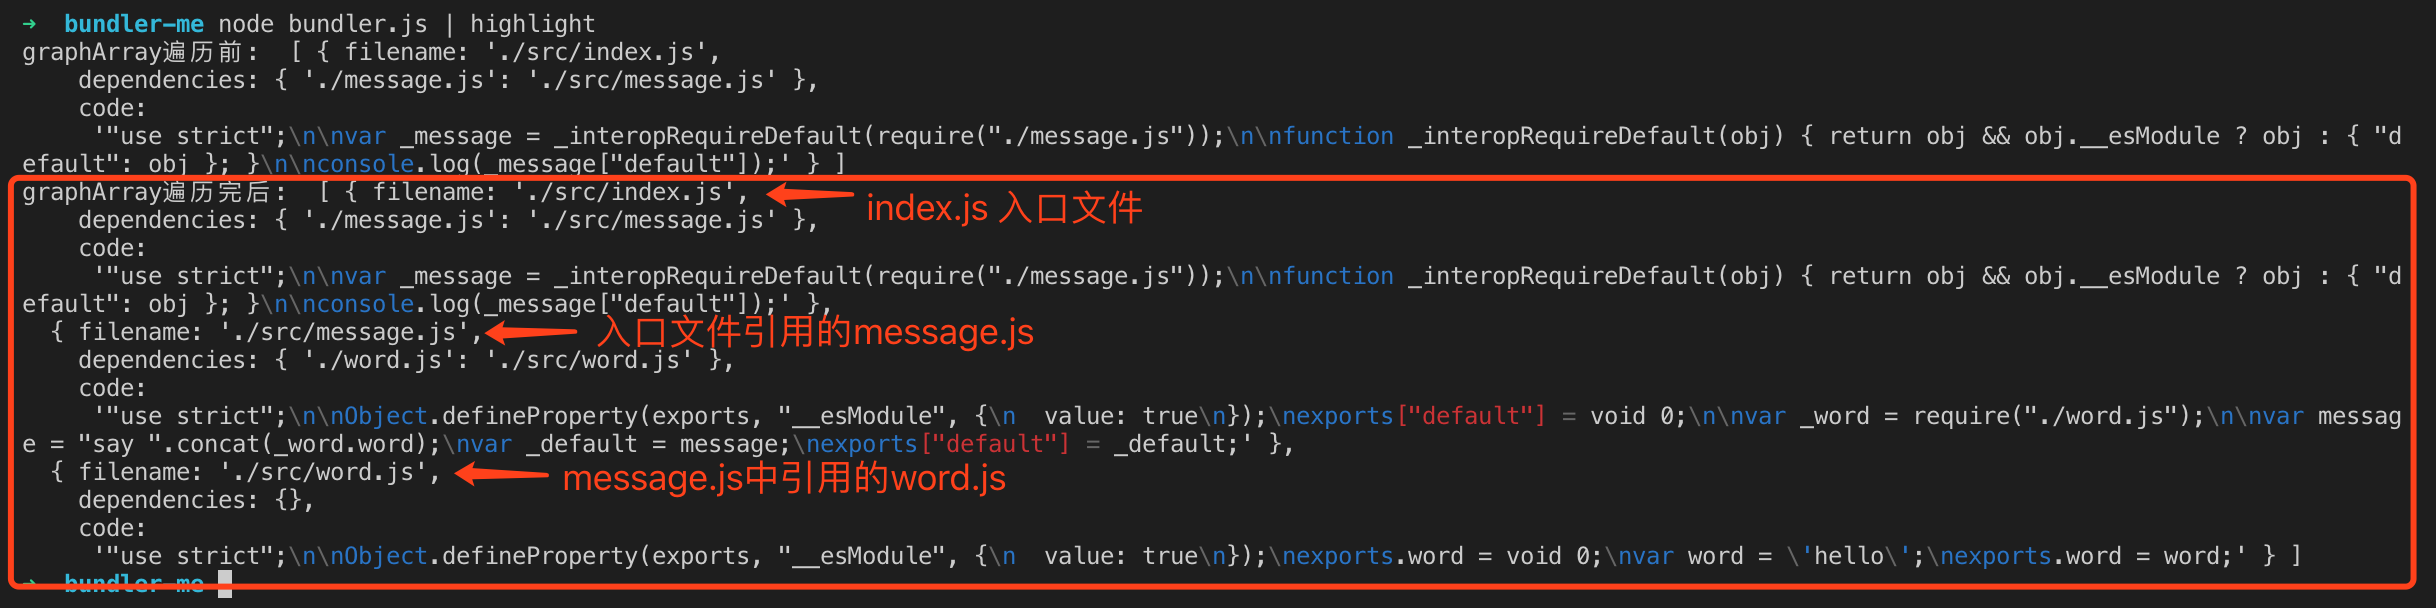 → bundler-me node bundler.js | highlight
graphArray遍历前： [ { filename: './src/index.js',
dependencies: { './message.js': './src/message.js' },
code:
'"use strict";\n\nvar _message = _interopRequireDefault(require("./message.js"));\n\nfunction _interopRequireDefault(obj) { return obj && obj.__esModule ? obj : { "d
efault": obj }; }\n\nconsole.log(_message["default"]);' } ]
graphArray遍历完后： [ { filename: './src/index.js',
index.js 入口文件
dependencies: { './message.js': './src/message.js' },
code:
'"use strict";\n\nvar _message = _interopRequireDefault(require("./message.js"));\n\nfunction _interopRequireDefault(obj) { return obj && obj.__esModule ? obj : { "d
efault": obj }; }\n\nconsole.log(_message["default"]);' },
{ filename: './src/message.js',
入口文件引用的message.js
dependencies: { './word.js': './src/word.js' },
code:
'"use strict";\n\nObject.defineProperty(exports, "__esModule", {\n  value: true\n});\nexports["default"] = void 0;\n\nvar _word = require("./word.js");\n\nvar messag
e = "say ".concat(_word.word);\nvar _default = message;\nexports["default"] = _default;' },
{ filename: './src/word.js',
message.js中引用的word.js
dependencies: {},
code:
'"use strict";\n\nObject.defineProperty(exports, "__esModule", {\n  value: true\n});\nexports.word = void 0;\nvar word = \'hello\';\nexports.word = word;' } ]
→ bundler-me